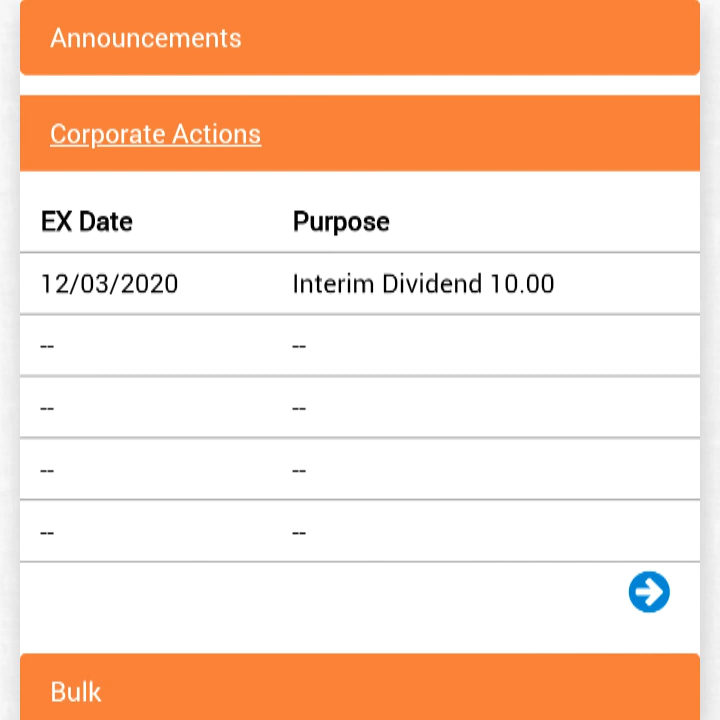 Announcements
Corporate Actions
EX Date Purpose
12/03/2020 Interim Dividend 10.00
-- --
-- --
-- --
-- --
Bulk